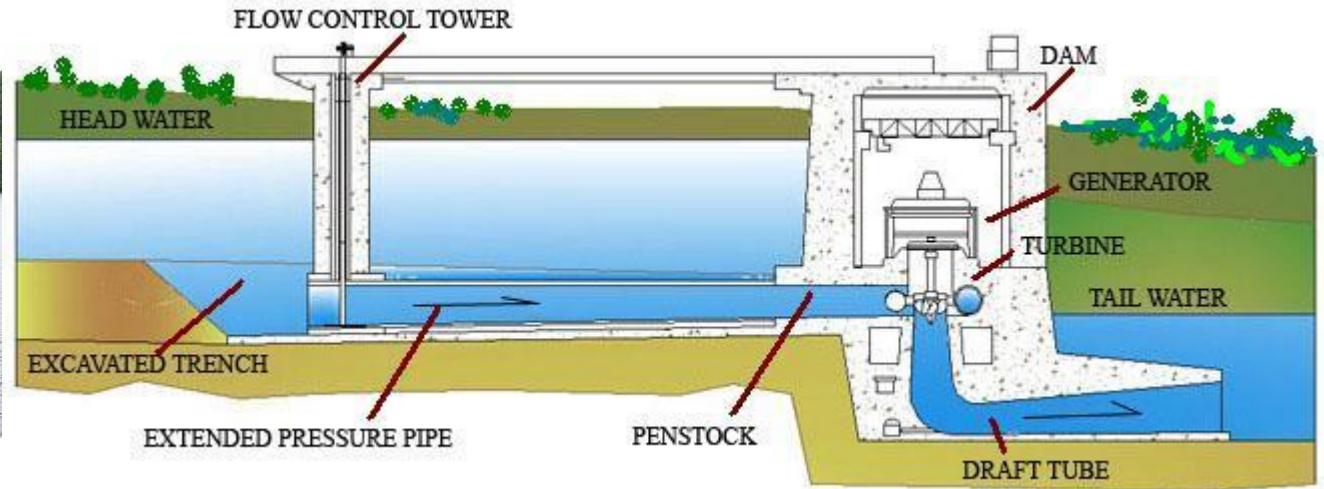 FLOW CONTROL TOWER
DAM
HEAD WATER
GENERATOR
TURBINE
TAIL WATER
EXCAVATED TRENCH
EXTENDED PRESSURE PIPE
PENSTOCK
DRAFT TUBE